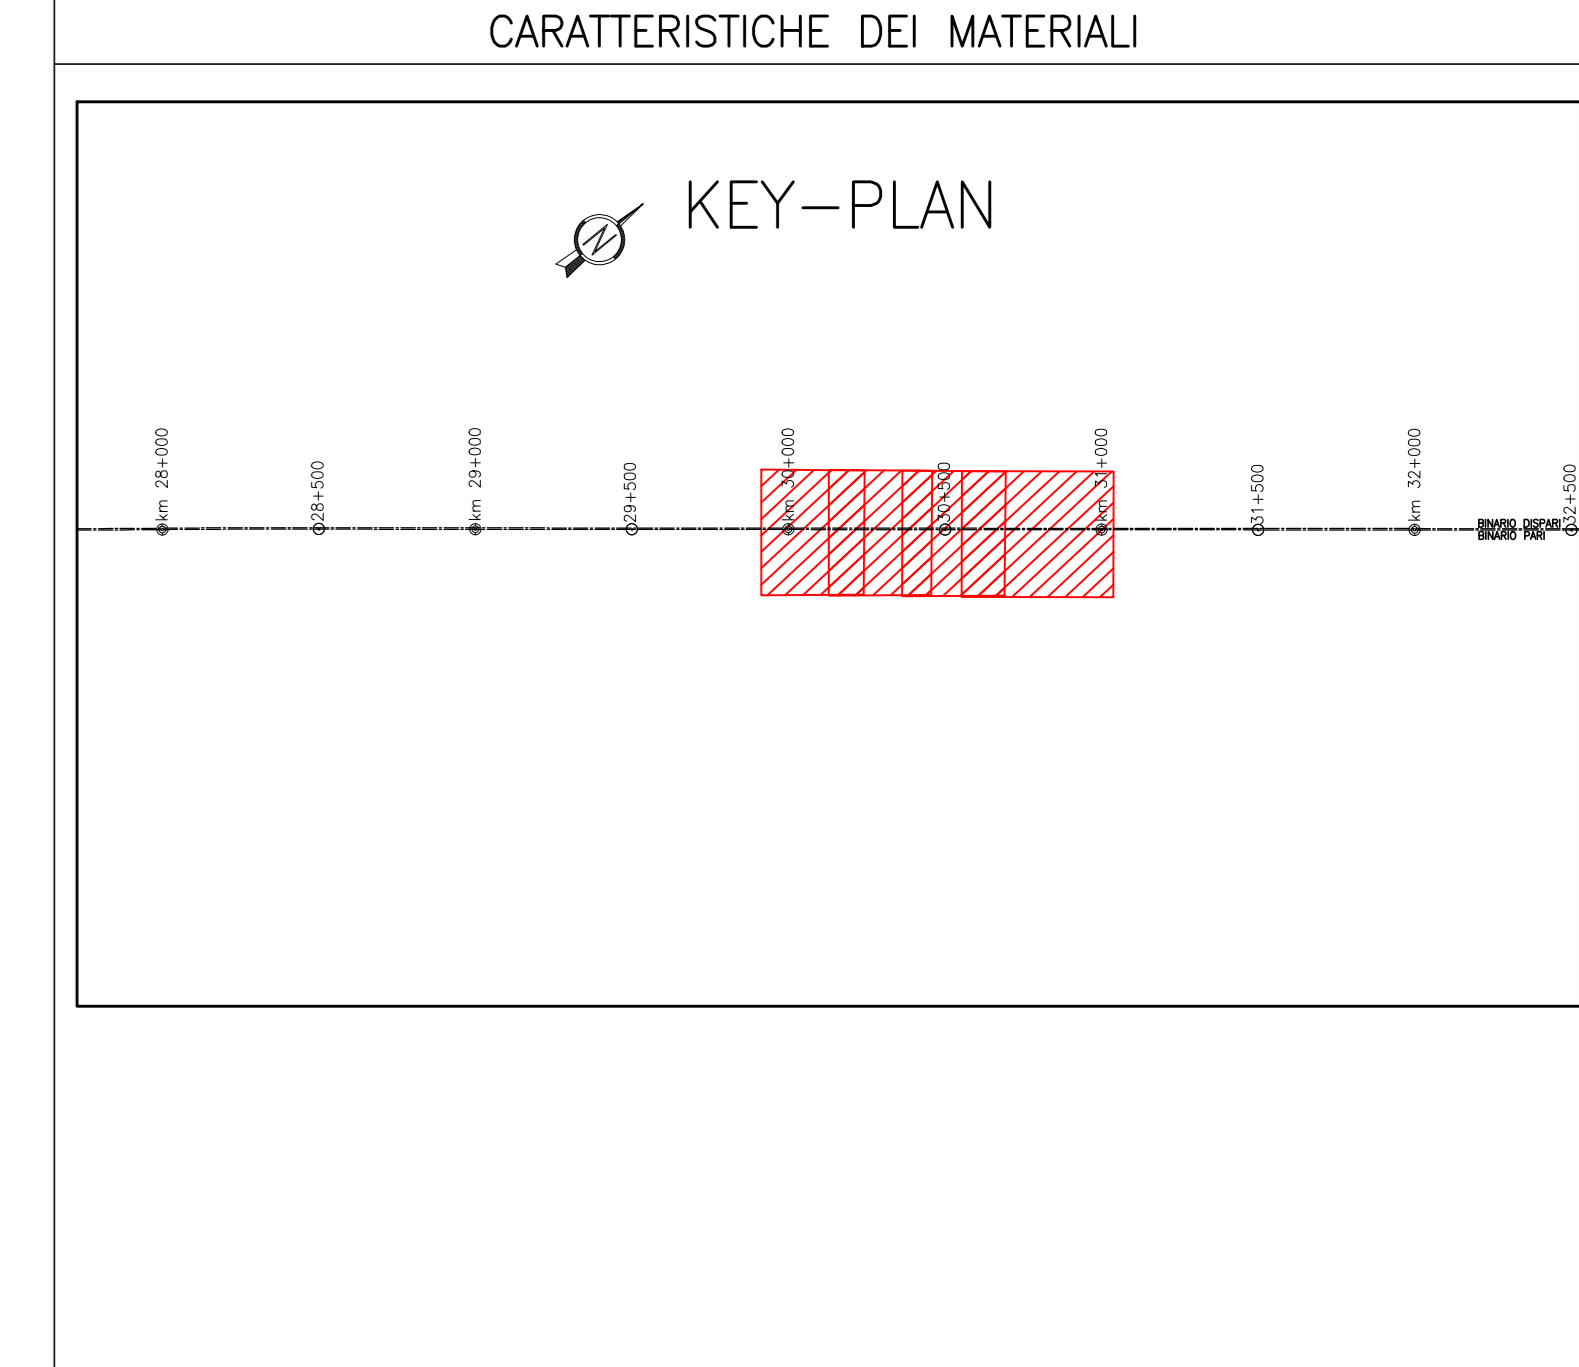 CARATTERISTICHE DEI MATERIALI
KEY-PLAN
N
km 28+000
28+500
km 29+000
29+500
km 30+000
30+500
km 31+000
31+500
km 32+000
32+500
BINARIO DISPARI
BINARIO PARI